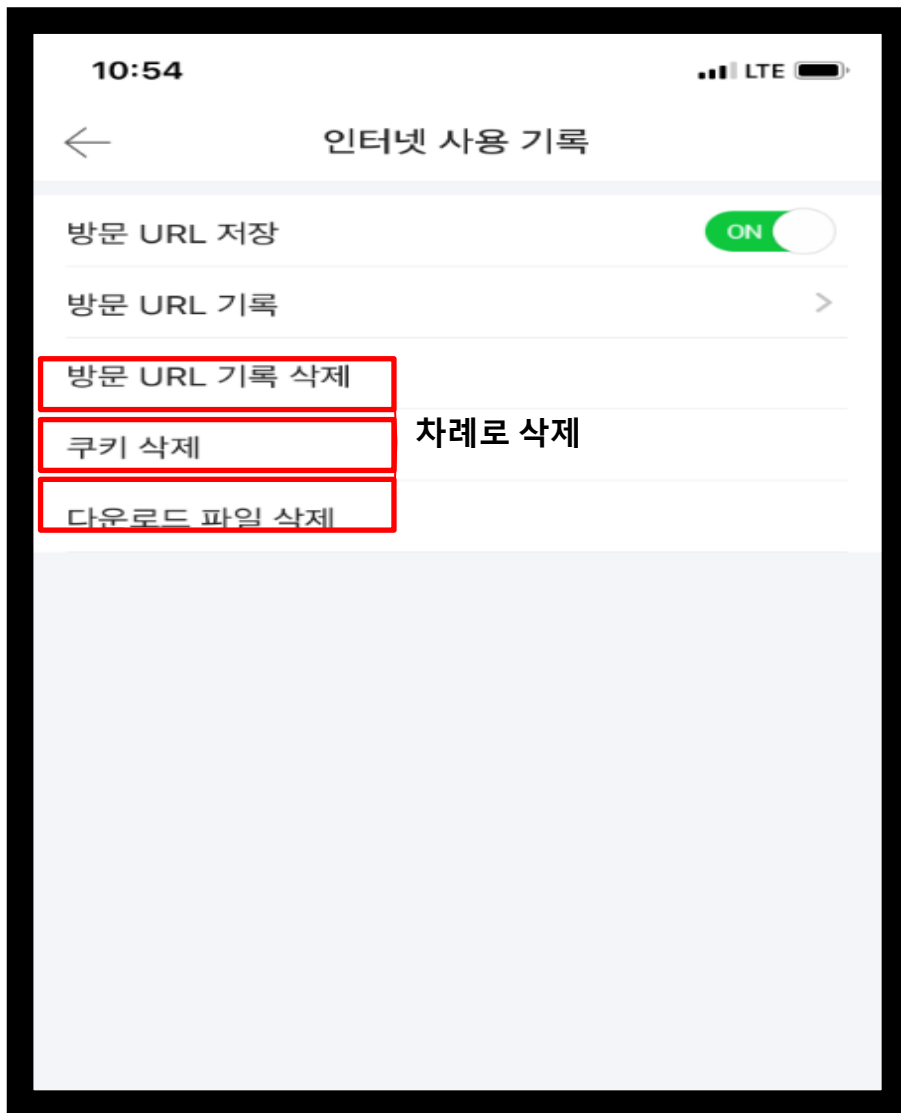 10:54 LTE
인터넷 사용 기록
방문 URL 저장 ON
방문 URL 기록
방문 URL 기록 삭제
차례로 삭제
쿠키 삭제
다운로드 파일 삭제